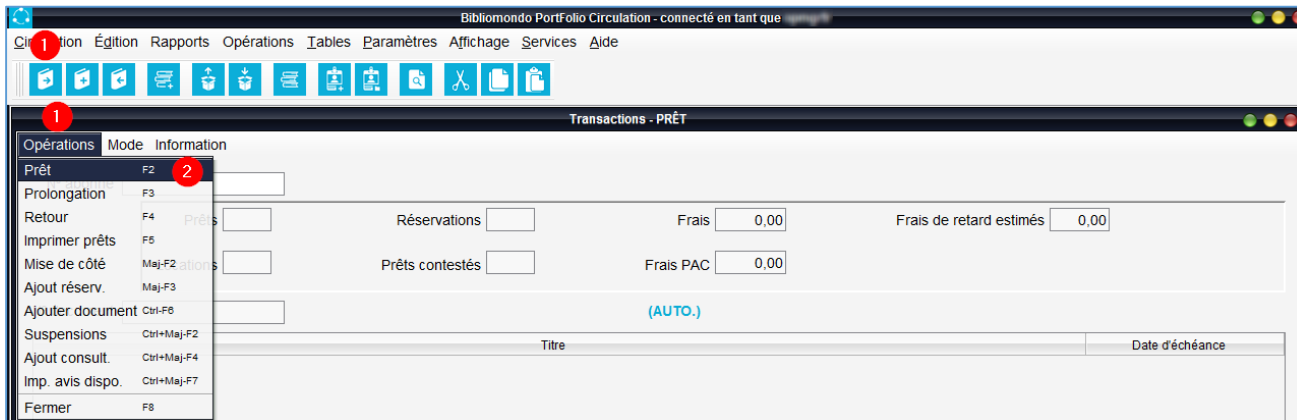 Bibliomondo PortFolio Circulation - connecté en tant que
Édition Rapports Opérations Tables Paramètres Affichage Services Aide
1
1
Transactions - PRÊT
Opérations Mode Information
Prêt F2 2
Prolongation F3
Retour F4 Prêts Réservations Frais 0,00 Frais de retard estimés 0,00
Imprimer prêts F5
Mise de côté Maj-F2 Prêts contestés Frais PAC 0,00
Ajout réserv. Maj-F3
Ajouter document Ctrl-F6 (AUTO.)
Suspensions Ctrl+Maj-F2 Titre Date d'échéance
Ajout consult. Ctrl+Maj-F4
Imp. avis dispo. Ctrl+Maj-F7
Fermer F8